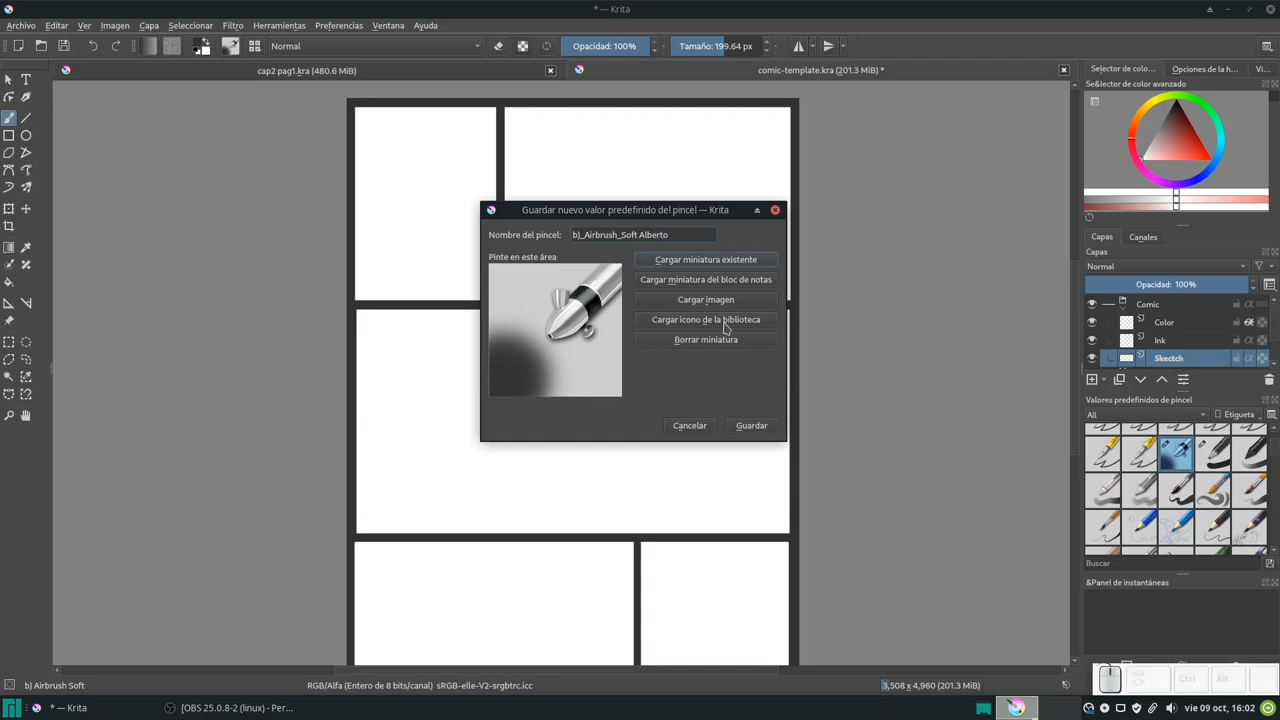 * — Krita
Archivo Editar Ver Imagen Capa Seleccionar Filtro Herramientas Preferencias Ventana Ayuda
Normal Opacidad: 100% Tamaño: 199.64 px
cap2 pag1.kra (480.6 MiB) comic-template.kra (201.3 MiB) *
Selector de colo... Opciones de la h... Vi...
Se&lector de color avanzado
Guardar nuevo valor predefinido del pincel — Krita
Nombre del pincel: b)_Airbrush_Soft Alberto
Pinte en este área
Cargar miniatura existente
Cargar miniatura del bloc de notas
Cargar imagen
Cargar icono de la biblioteca
Borrar miniatura
Cancelar Guardar
Capas Canales
Capas
Normal
Opacidad: 100%
Comic
Color
Ink
Skectch
Valores predefinidos de pincel
All Etiqueta
Buscar
&Panel de instantáneas
Ctrl Alt
b) Airbrush Soft RGB/Alfa (Entero de 8 bits/canal) sRGB-elle-V2-srgbtrc.icc 3,508 x 4,960 (201.3 MiB)
* — Krita [OBS 25.0.8-2 (linux) - Per... vie 09 oct, 16:02